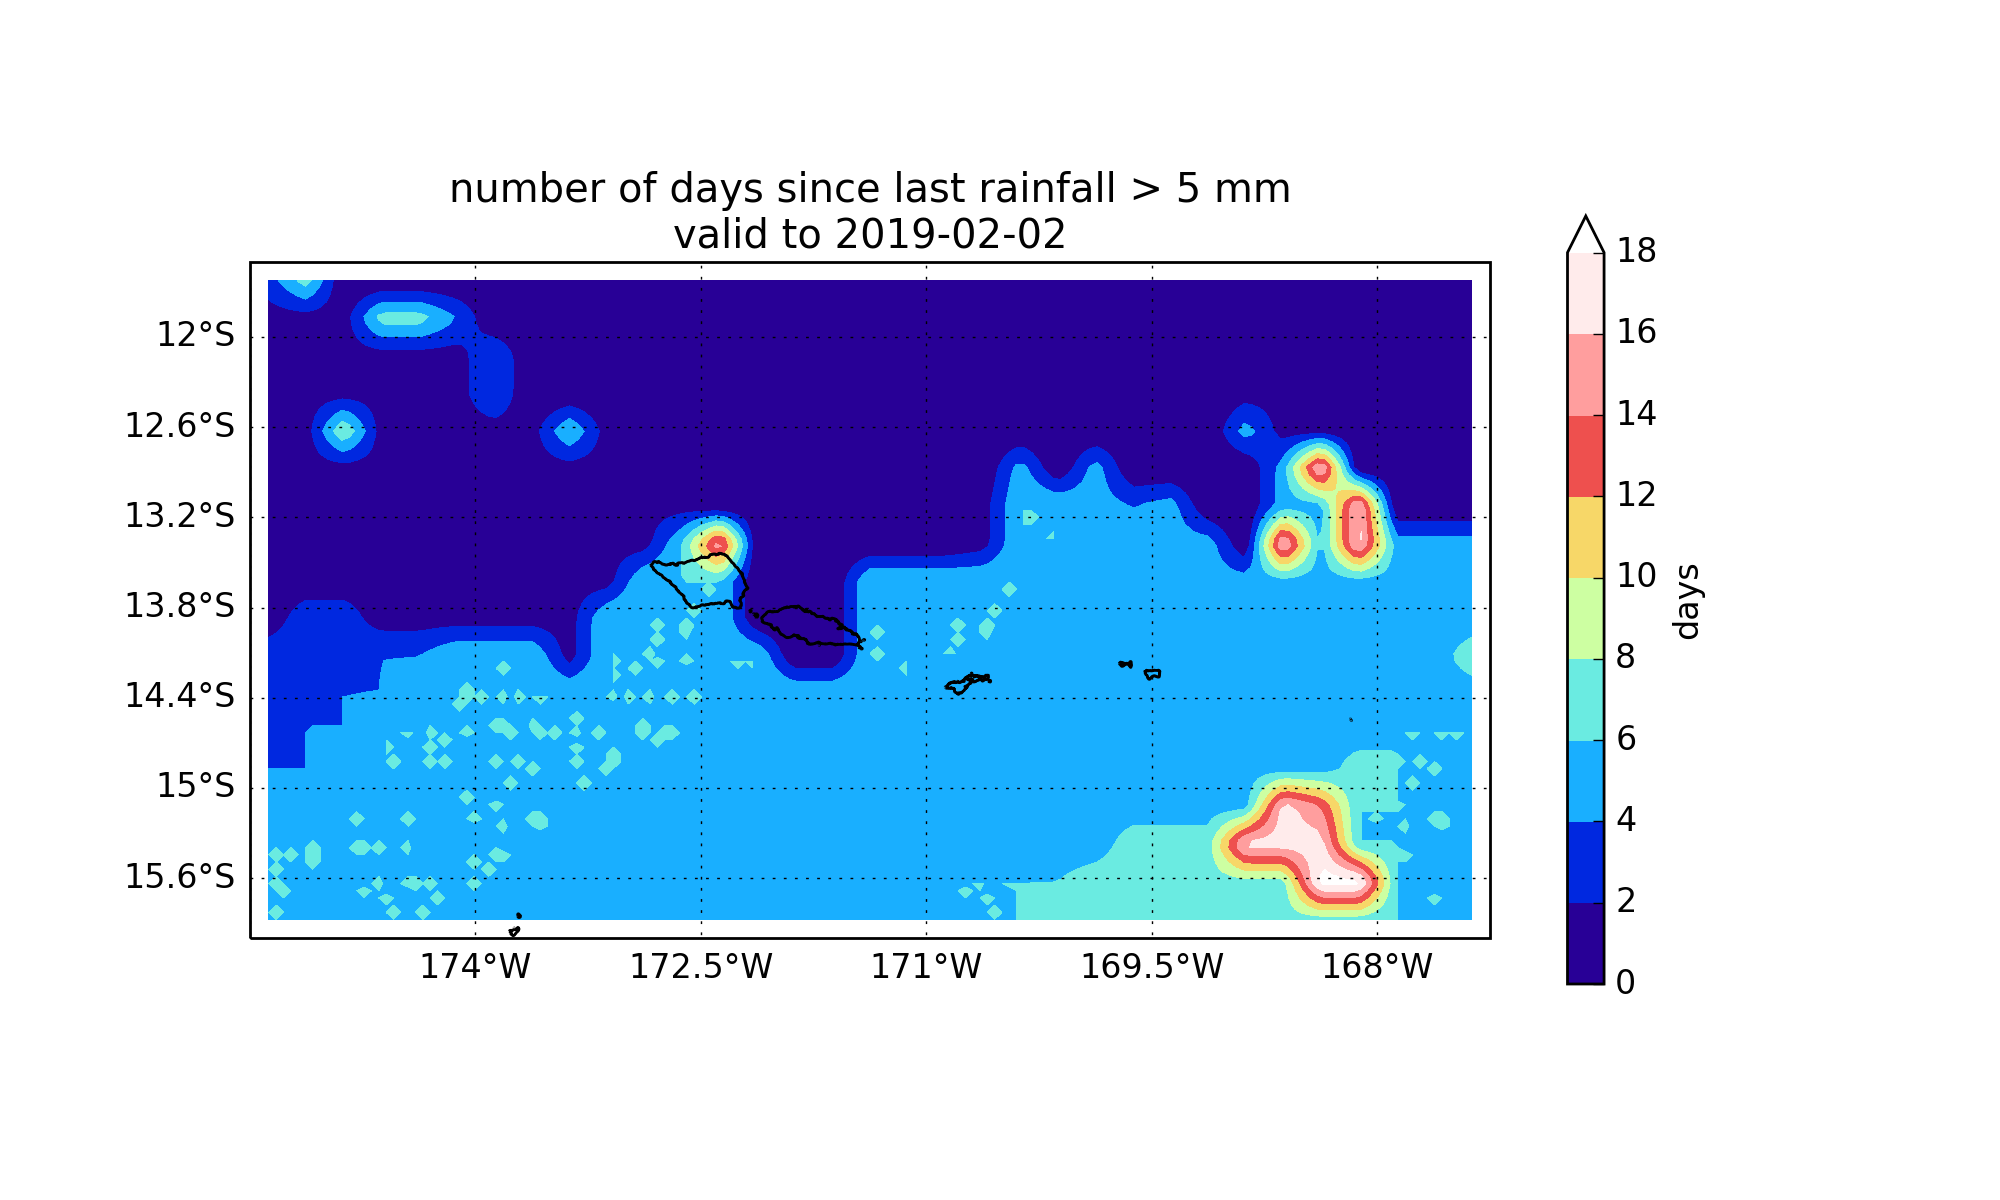 number of days since last rainfall > 5 mm
valid to 2019-02-02
12°S
12.6°S
13.2°S
13.8°S
14.4°S
15°S
15.6°S
174°W
172.5°W
171°W
169.5°W
168°W
18
16
14
12
10
8
6
4
2
0
days